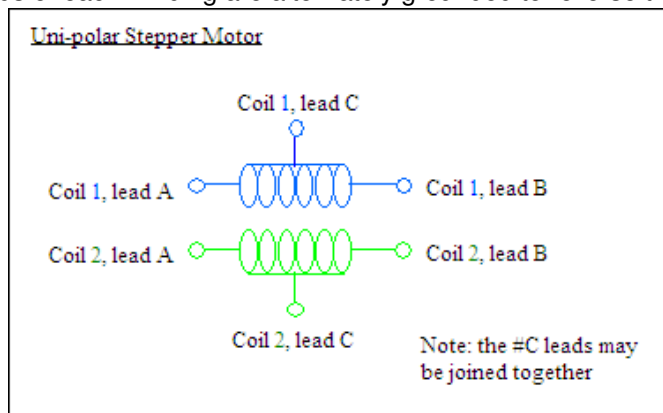 Uni-polar Stepper Motor
Coil 1, lead C
Coil 1, lead A
Coil 1, lead B
Coil 2, lead A
Coil 2, lead B
Coil 2, lead C
Note: the #C leads may
be joined together